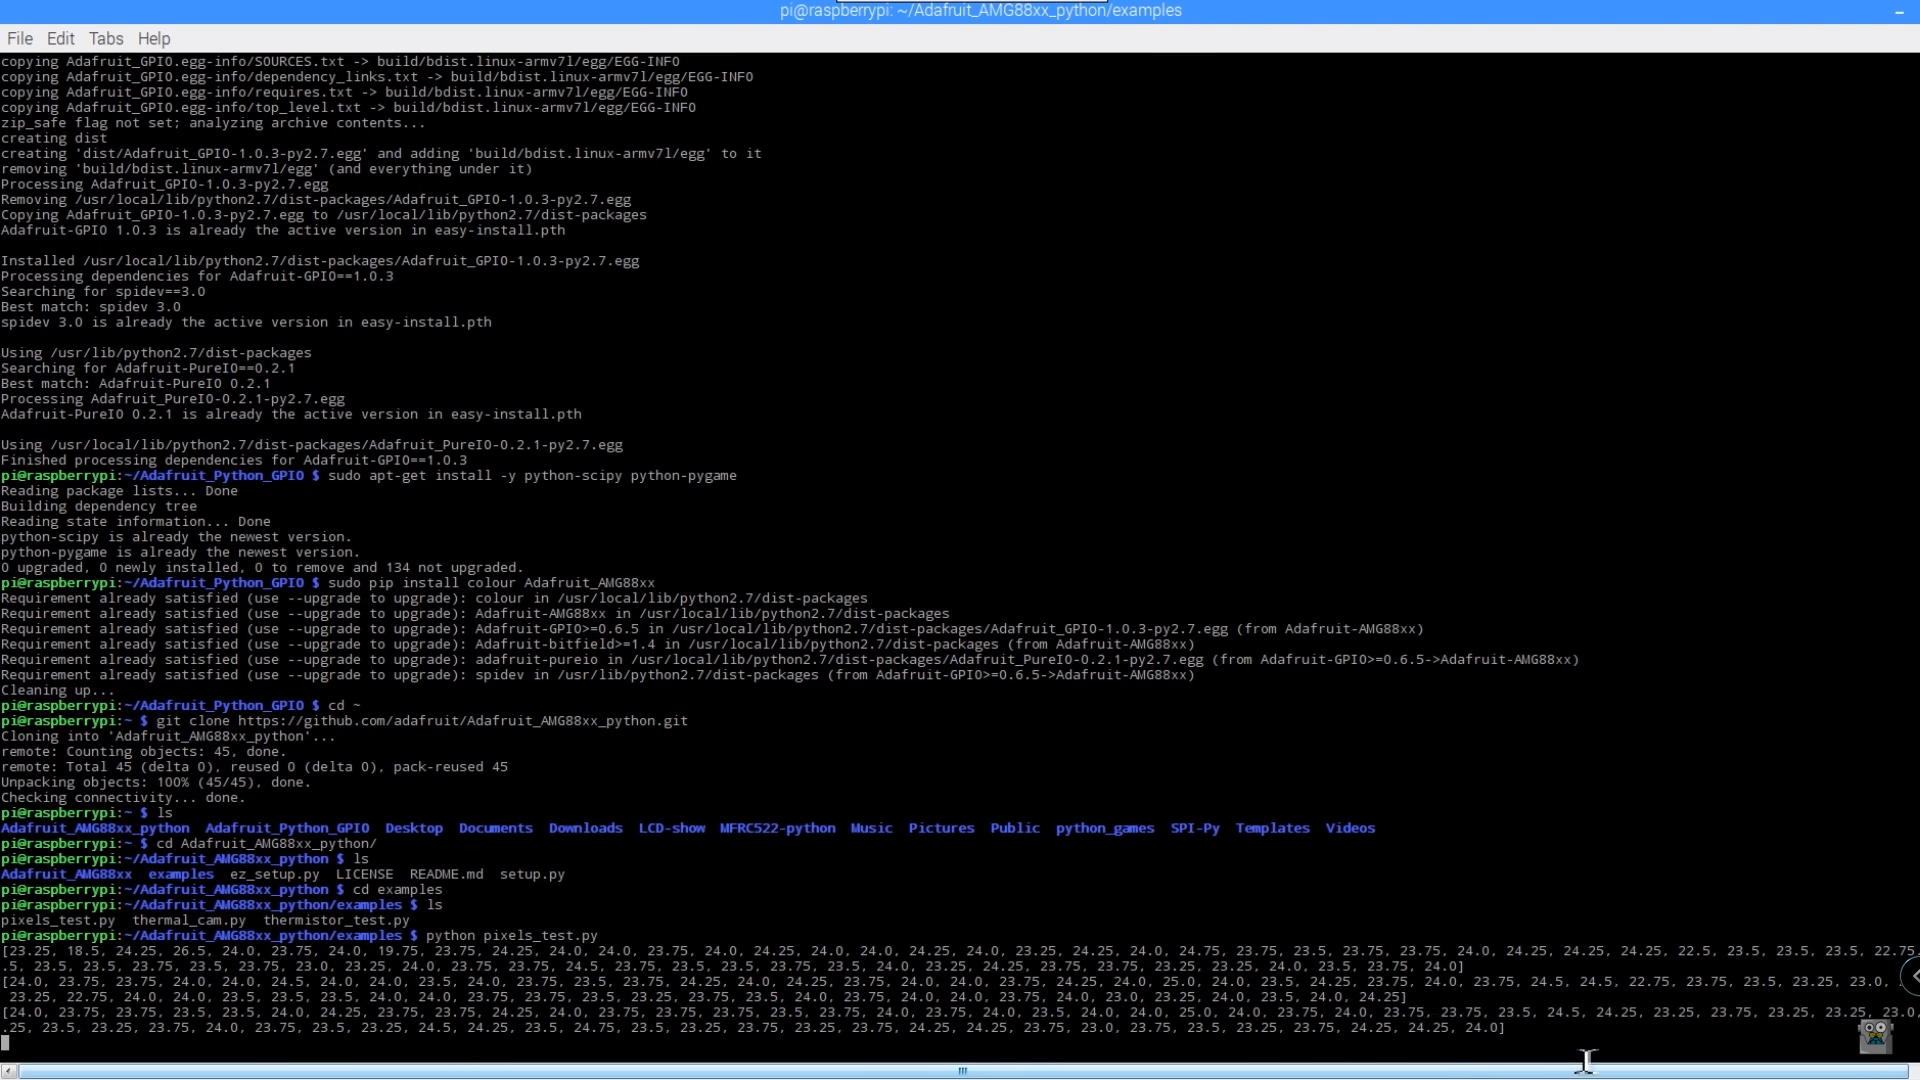 pi@raspberrypi: ~/Adafruit_AMG88xx_python/examples
File Edit Tabs Help
copying Adafruit_GPIO.egg-info/SOURCES.txt -> build/bdist.linux-armv7l/egg/EGG-INFO
copying Adafruit_GPIO.egg-info/dependency_links.txt -> build/bdist.linux-armv7l/egg/EGG-INFO
copying Adafruit_GPIO.egg-info/requires.txt -> build/bdist.linux-armv7l/egg/EGG-INFO
copying Adafruit_GPIO.egg-info/top_level.txt -> build/bdist.linux-armv7l/egg/EGG-INFO
zip_safe flag not set; analyzing archive contents...
creating dist
creating 'dist/Adafruit_GPIO-1.0.3-py2.7.egg' and adding 'build/bdist.linux-armv7l/egg' to it
removing 'build/bdist.linux-armv7l/egg' (and everything under it)
Processing Adafruit_GPIO-1.0.3-py2.7.egg
Removing /usr/local/lib/python2.7/dist-packages/Adafruit_GPIO-1.0.3-py2.7.egg
Copying Adafruit_GPIO-1.0.3-py2.7.egg to /usr/local/lib/python2.7/dist-packages
Adafruit-GPIO 1.0.3 is already the active version in easy-install.pth
Installed /usr/local/lib/python2.7/dist-packages/Adafruit_GPIO-1.0.3-py2.7.egg
Processing dependencies for Adafruit-GPIO==1.0.3
Searching for spidev==3.0
Best match: spidev 3.0
spidev 3.0 is already the active version in easy-install.pth
Using /usr/lib/python2.7/dist-packages
Searching for Adafruit-PureIO==0.2.1
Best match: Adafruit-PureIO 0.2.1
Processing Adafruit_PureIO-0.2.1-py2.7.egg
Adafruit-PureIO 0.2.1 is already the active version in easy-install.pth
Using /usr/local/lib/python2.7/dist-packages/Adafruit_PureIO-0.2.1-py2.7.egg
Finished processing dependencies for Adafruit-GPIO==1.0.3
pi@raspberrypi:~/Adafruit_Python_GPIO $ sudo apt-get install -y python-scipy python-pygame
Reading package lists... Done
Building dependency tree
Reading state information... Done
python-scipy is already the newest version.
python-pygame is already the newest version.
0 upgraded, 0 newly installed, 0 to remove and 134 not upgraded.
pi@raspberrypi:~/Adafruit_Python_GPIO $ sudo pip install colour Adafruit_AMG88xx
Requirement already satisfied (use --upgrade to upgrade): colour in /usr/local/lib/python2.7/dist-packages
Requirement already satisfied (use --upgrade to upgrade): Adafruit-AMG88xx in /usr/local/lib/python2.7/dist-packages
Requirement already satisfied (use --upgrade to upgrade): Adafruit-GPIO>=0.6.5 in /usr/local/lib/python2.7/dist-packages/Adafruit_GPIO-1.0.3-py2.7.egg (from Adafruit-AMG88xx)
Requirement already satisfied (use --upgrade to upgrade): Adafruit-bitfield>=1.4 in /usr/local/lib/python2.7/dist-packages (from Adafruit-AMG88xx)
Requirement already satisfied (use --upgrade to upgrade): adafruit-pureio in /usr/local/lib/python2.7/dist-packages/Adafruit_PureIO-0.2.1-py2.7.egg (from Adafruit-GPIO>=0.6.5->Adafruit-AMG88xx)
Requirement already satisfied (use --upgrade to upgrade): spidev in /usr/lib/python2.7/dist-packages (from Adafruit-GPIO>=0.6.5->Adafruit-AMG88xx)
Cleaning up...
pi@raspberrypi:~/Adafruit_Python_GPIO $ cd ~
pi@raspberrypi:~ $ git clone https://github.com/adafruit/Adafruit_AMG88xx_python.git
Cloning into 'Adafruit_AMG88xx_python'...
remote: Counting objects: 45, done.
remote: Total 45 (delta 0), reused 0 (delta 0), pack-reused 45
Unpacking objects: 100% (45/45), done.
Checking connectivity... done.
pi@raspberrypi:~ $ ls
Adafruit_AMG88xx_python Adafruit_Python_GPIO Desktop Documents Downloads LCD-show MFRC522-python Music Pictures Public python_games SPI-Py Templates Videos
pi@raspberrypi:~ $ cd Adafruit_AMG88xx_python/
pi@raspberrypi:~/Adafruit_AMG88xx_python $ ls
Adafruit_AMG88xx examples ez_setup.py LICENSE README.md setup.py
pi@raspberrypi:~/Adafruit_AMG88xx_python $ cd examples
pi@raspberrypi:~/Adafruit_AMG88xx_python/examples $ ls
pixels_test.py thermal_cam.py thermistor_test.py
pi@raspberrypi:~/Adafruit_AMG88xx_python/examples $ python pixels_test.py
[23.25, 18.5, 24.25, 26.5, 24.0, 23.75, 24.0, 19.75, 23.75, 24.25, 24.0, 24.0, 24.0, 23.75, 24.0, 24.25, 24.0, 24.0, 24.25, 24.0, 24.25, 24.0, 24.75, 23.75, 23.5, 23.75, 23.75, 24.0, 24.25, 24.25, 24.25, 22.5, 23.5, 23.5, 23.5, 22.75,
.5, 23.5, 23.5, 23.75, 23.5, 23.75, 23.0, 23.25, 24.0, 23.75, 23.75, 24.5, 23.75, 23.5, 23.5, 23.75, 23.5, 24.0, 23.25, 24.25, 23.75, 23.75, 23.25, 23.25, 24.0, 23.5, 23.75, 24.0]
[24.0, 23.75, 23.75, 24.0, 24.0, 24.5, 24.0, 24.0, 23.75, 23.75, 24.0, 24.0, 23.75, 24.0, 24.0, 23.75, 24.0, 24.0, 24.25, 24.0, 25.0, 24.0, 24.25, 24.0, 23.75, 24.5, 24.5, 22.75, 23.75, 23.5, 23.25, 23.0,
23.25, 22.75, 24.0, 24.0, 23.5, 23.5, 23.5, 24.0, 23.75, 24.0, 23.75, 23.75, 24.0, 23.75, 23.75, 24.0, 23.75, 24.0, 23.0, 23.75, 24.0, 23.0, 24.0, 23.5, 24.0, 24.25]
[24.0, 23.75, 23.75, 24.0, 24.0, 23.5, 24.0, 24.0, 23.75, 23.75, 24.0, 23.75, 24.0, 24.0, 23.75, 23.0, 24.0, 24.0, 24.0, 25.0, 24.0, 23.75, 24.0, 23.75, 23.5, 24.5, 24.25, 23.25, 23.25, 23.75, 23.25, 23.25, 23.0,
.25, 23.5, 23.25, 23.75, 24.0, 23.75, 23.5, 23.25, 24.5, 24.25, 23.5, 24.75, 23.5, 23.75, 23.25, 23.75, 24.25, 24.25, 23.75, 23.0, 23.75, 23.5, 23.25, 23.75, 24.25, 24.25, 24.0]